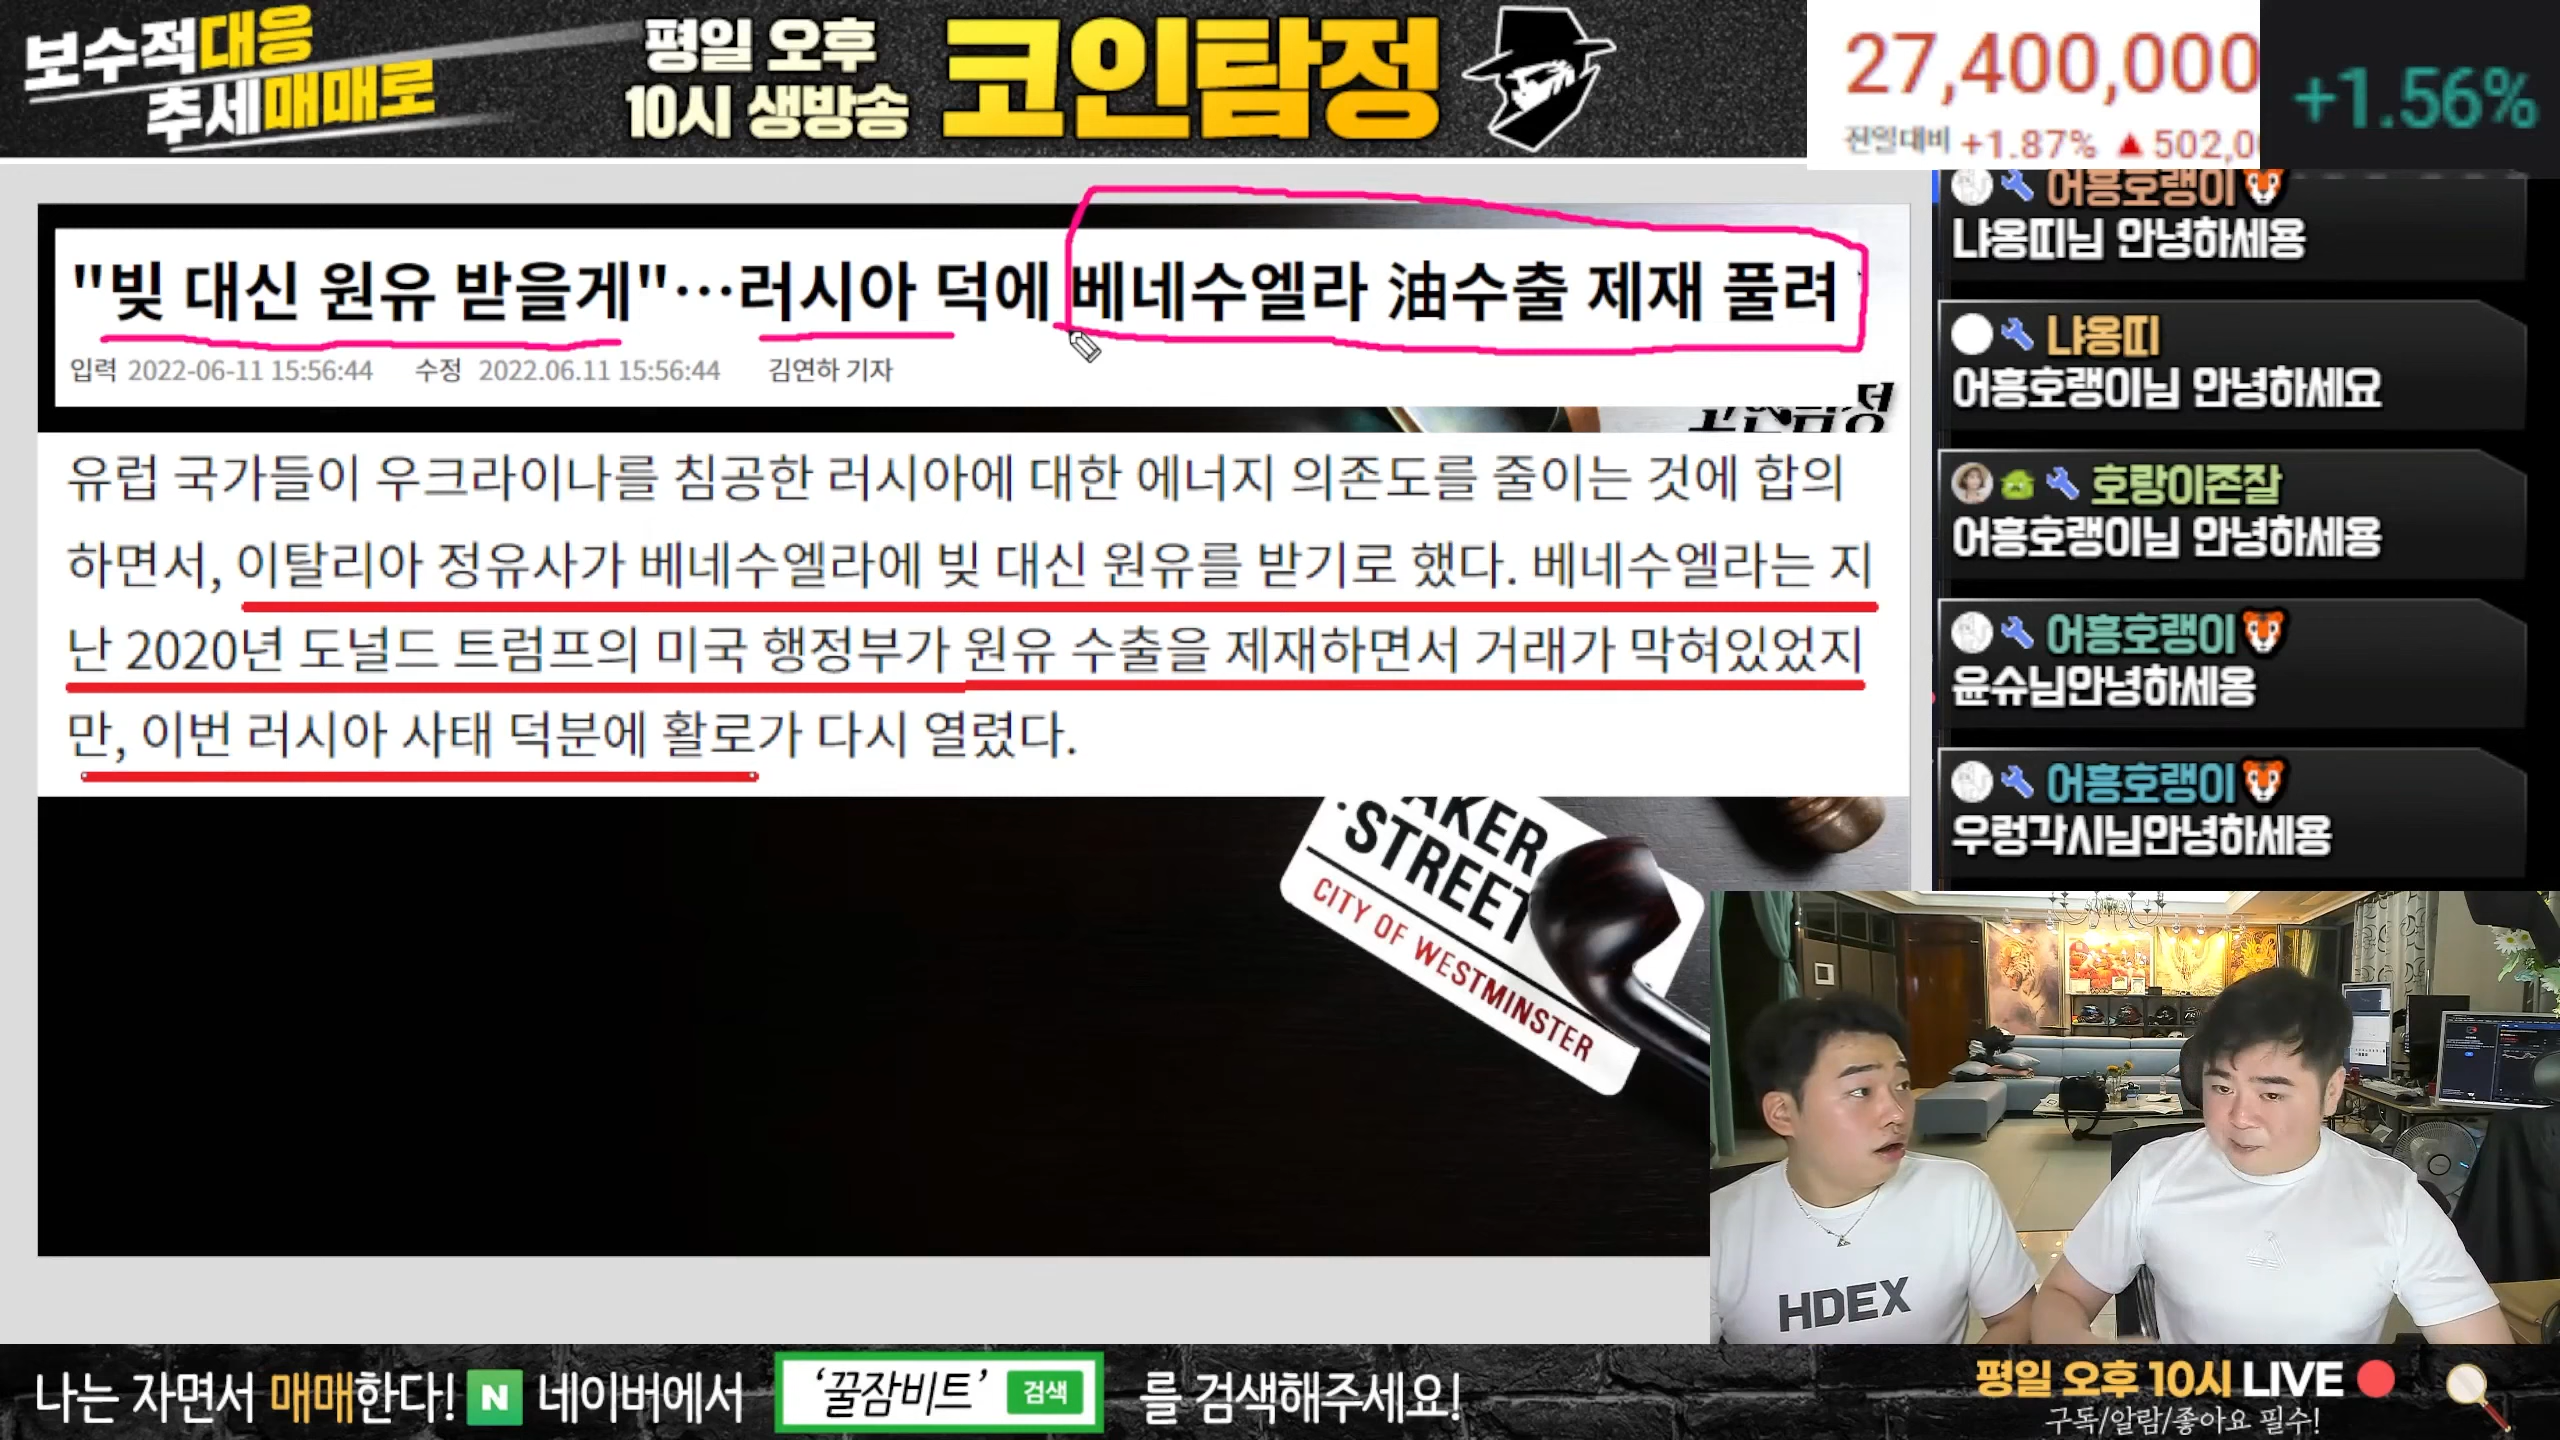 보수적대응
추세매매로
평일 오후
10시 생방송
코인탐정
27,400,000
전일대비 +1.87% ▲ 502,0
+1.56%
"빚 대신 원유 받을게"…러시아 덕에 베네수엘라 油수출 제재 풀려
입력 2022-06-11 15:56:44 수정 2022.06.11 15:56:44 김연하 기자
유럽 국가들이 우크라이나를 침공한 러시아에 대한 에너지 의존도를 줄이는 것에 합의
하면서, 이탈리아 정유사가 베네수엘라에 빚 대신 원유를 받기로 했다. 베네수엘라는 지
난 2020년 도널드 트럼프의 미국 행정부가 원유 수출을 제재하면서 거래가 막혀있었지
만, 이번 러시아 사태 덕분에 활로가 다시 열렸다.
AKER
STREET
CITY OF WESTMINSTER
어흥호랭이
냐옹띠님 안녕하세용
냐옹띠
어흥호랭이님 안녕하세요
호랑이존잘
어흥호랭이님 안녕하세용
어흥호랭이
윤슈님안녕하세용
어흥호랭이
우렁각시님안녕하세용
HDEX
나는 자면서 매매한다! N 네이버에서 '꿀잠비트' 검색 를 검색해주세요!
평일 오후 10시 LIVE
구독/알람/좋아요 필수!